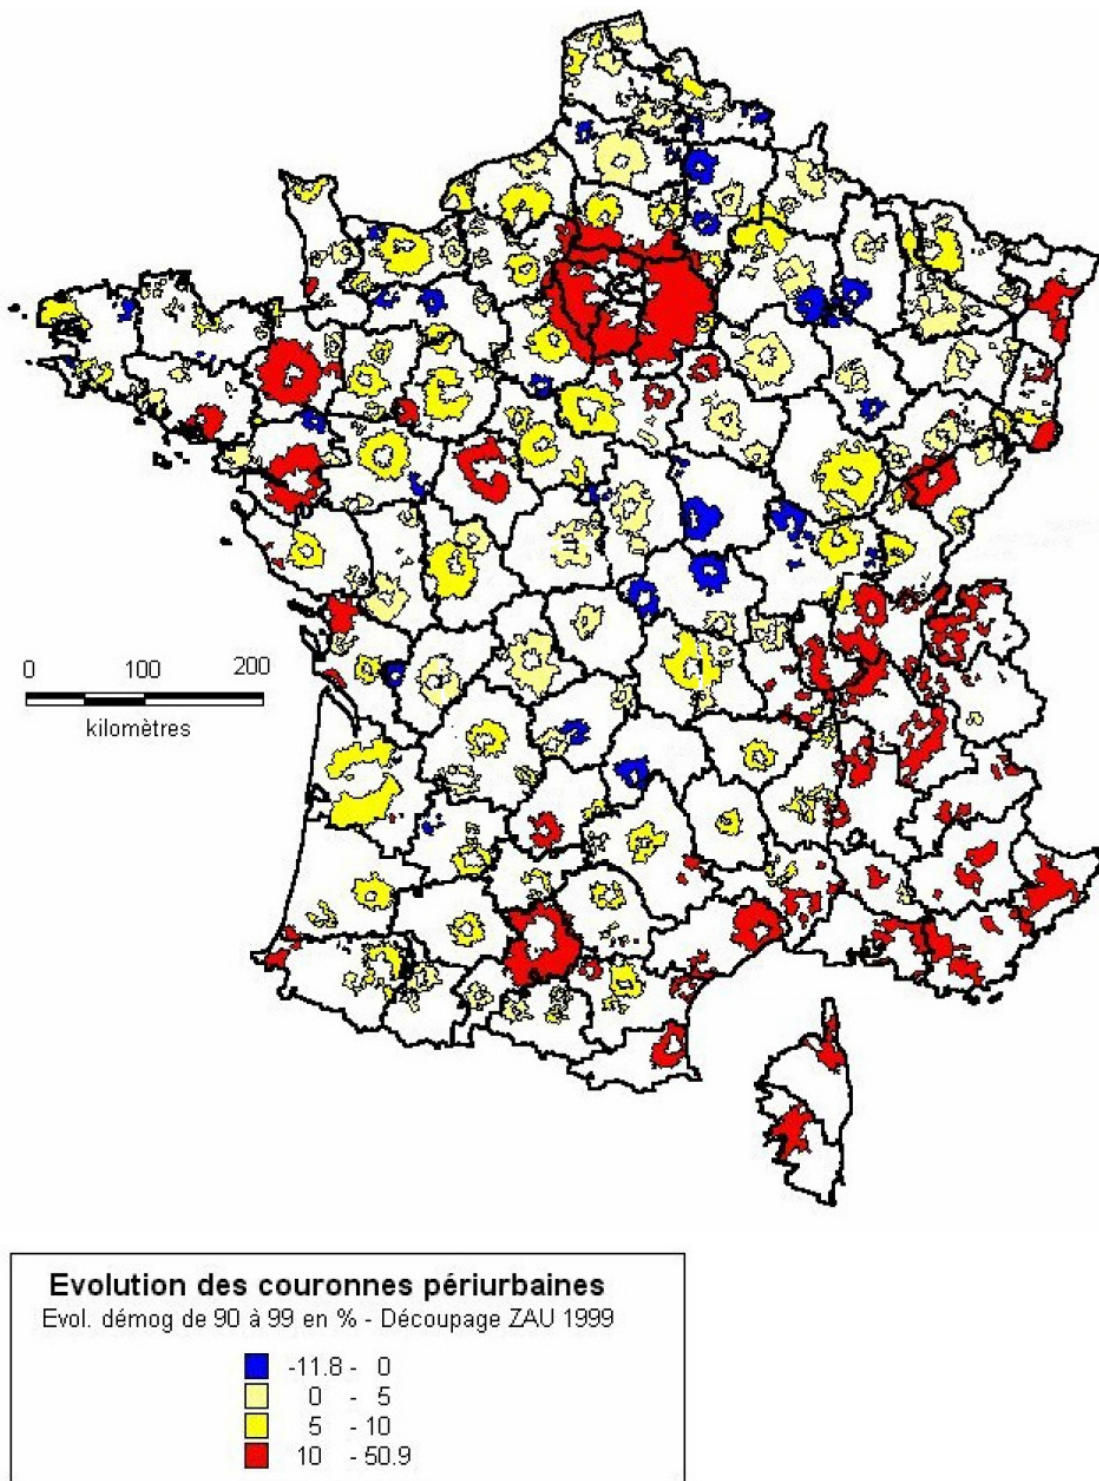 0 100 200
kilomètres
Evolution des couronnes périurbaines
Evol. démog de 90 à 99 en % - Découpage ZAU 1999
-11.8 - 0
0 - 5
5 - 10
10 - 50.9